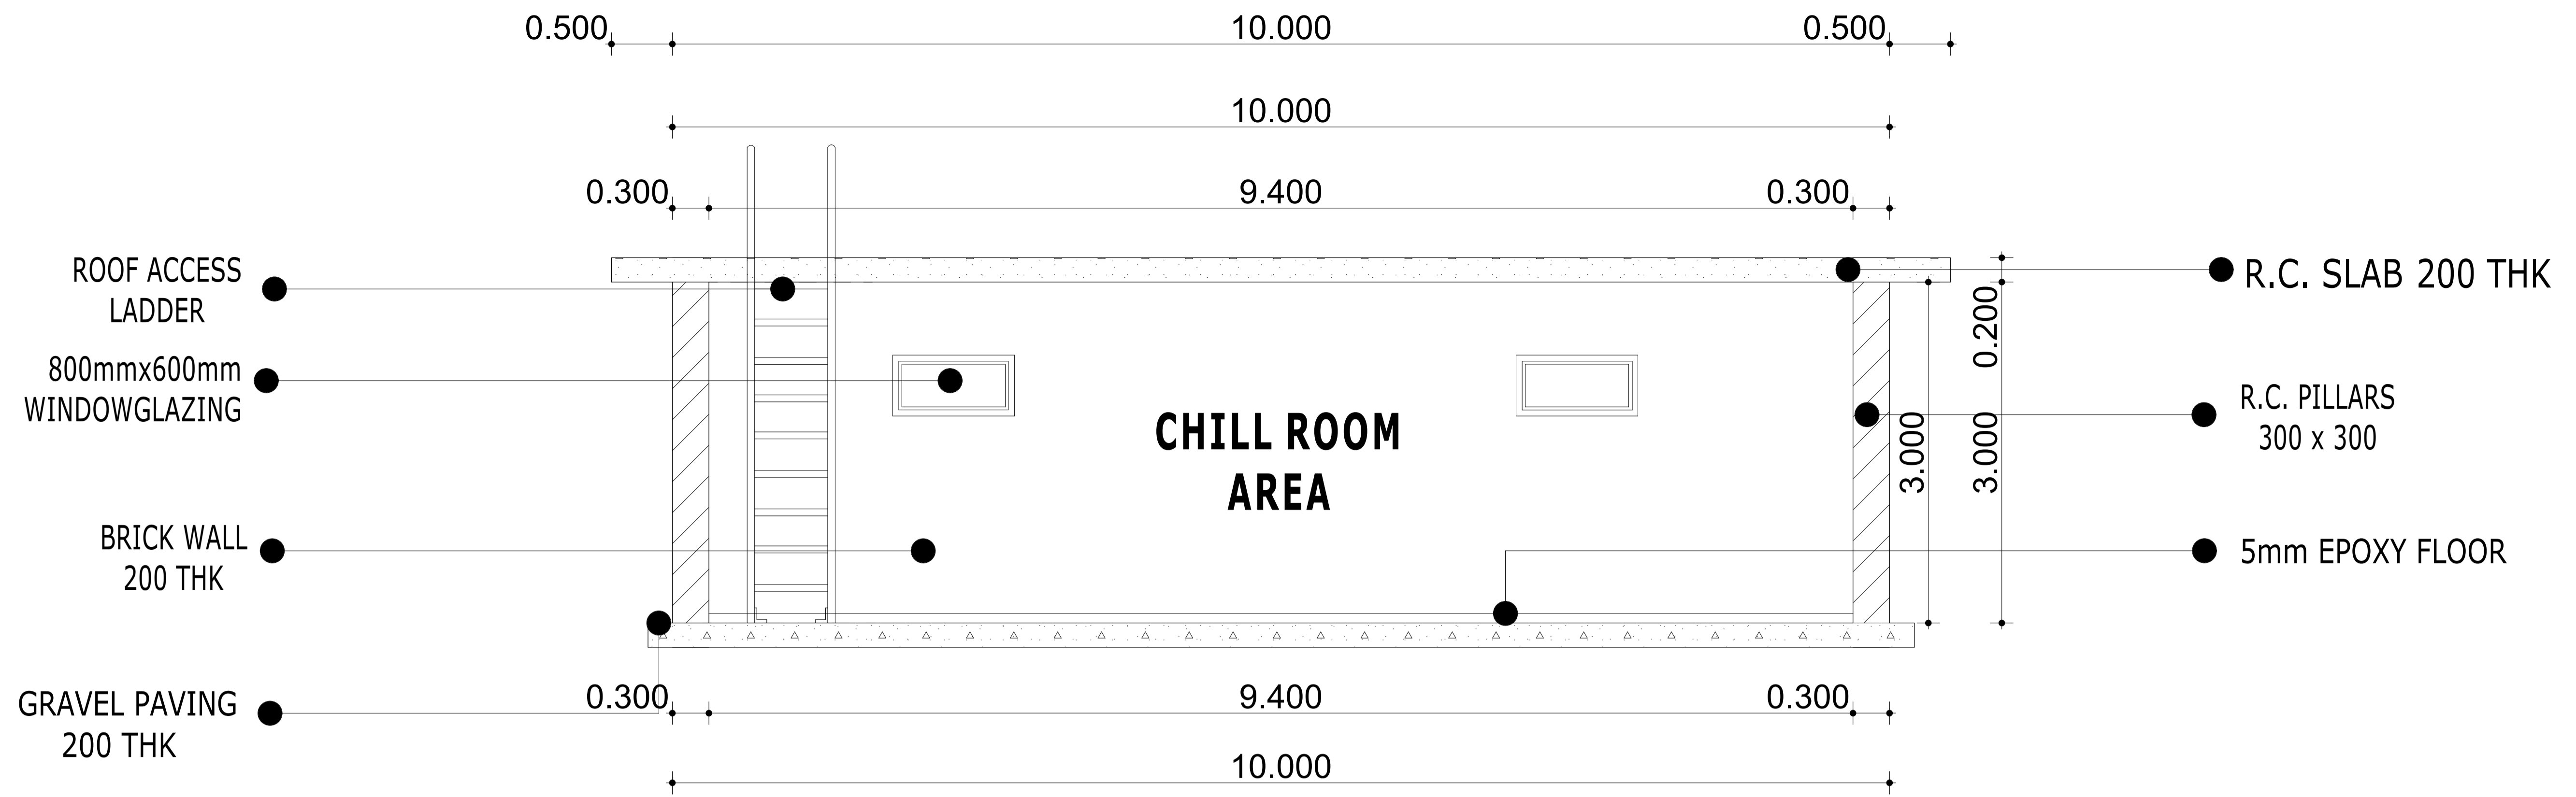 0.500 10.000 0.500
10.000
0.300 9.400 0.300
ROOF ACCESS
LADDER
800mmx600mm
WINDOWGLAZING
BRICK WALL
200 THK
GRAVEL PAVING
200 THK
CHILL ROOM
AREA
3.000
0.200
3.000
R.C. SLAB 200 THK
R.C. PILLARS
300 x 300
5mm EPOXY FLOOR
0.300 9.400 0.300
10.000